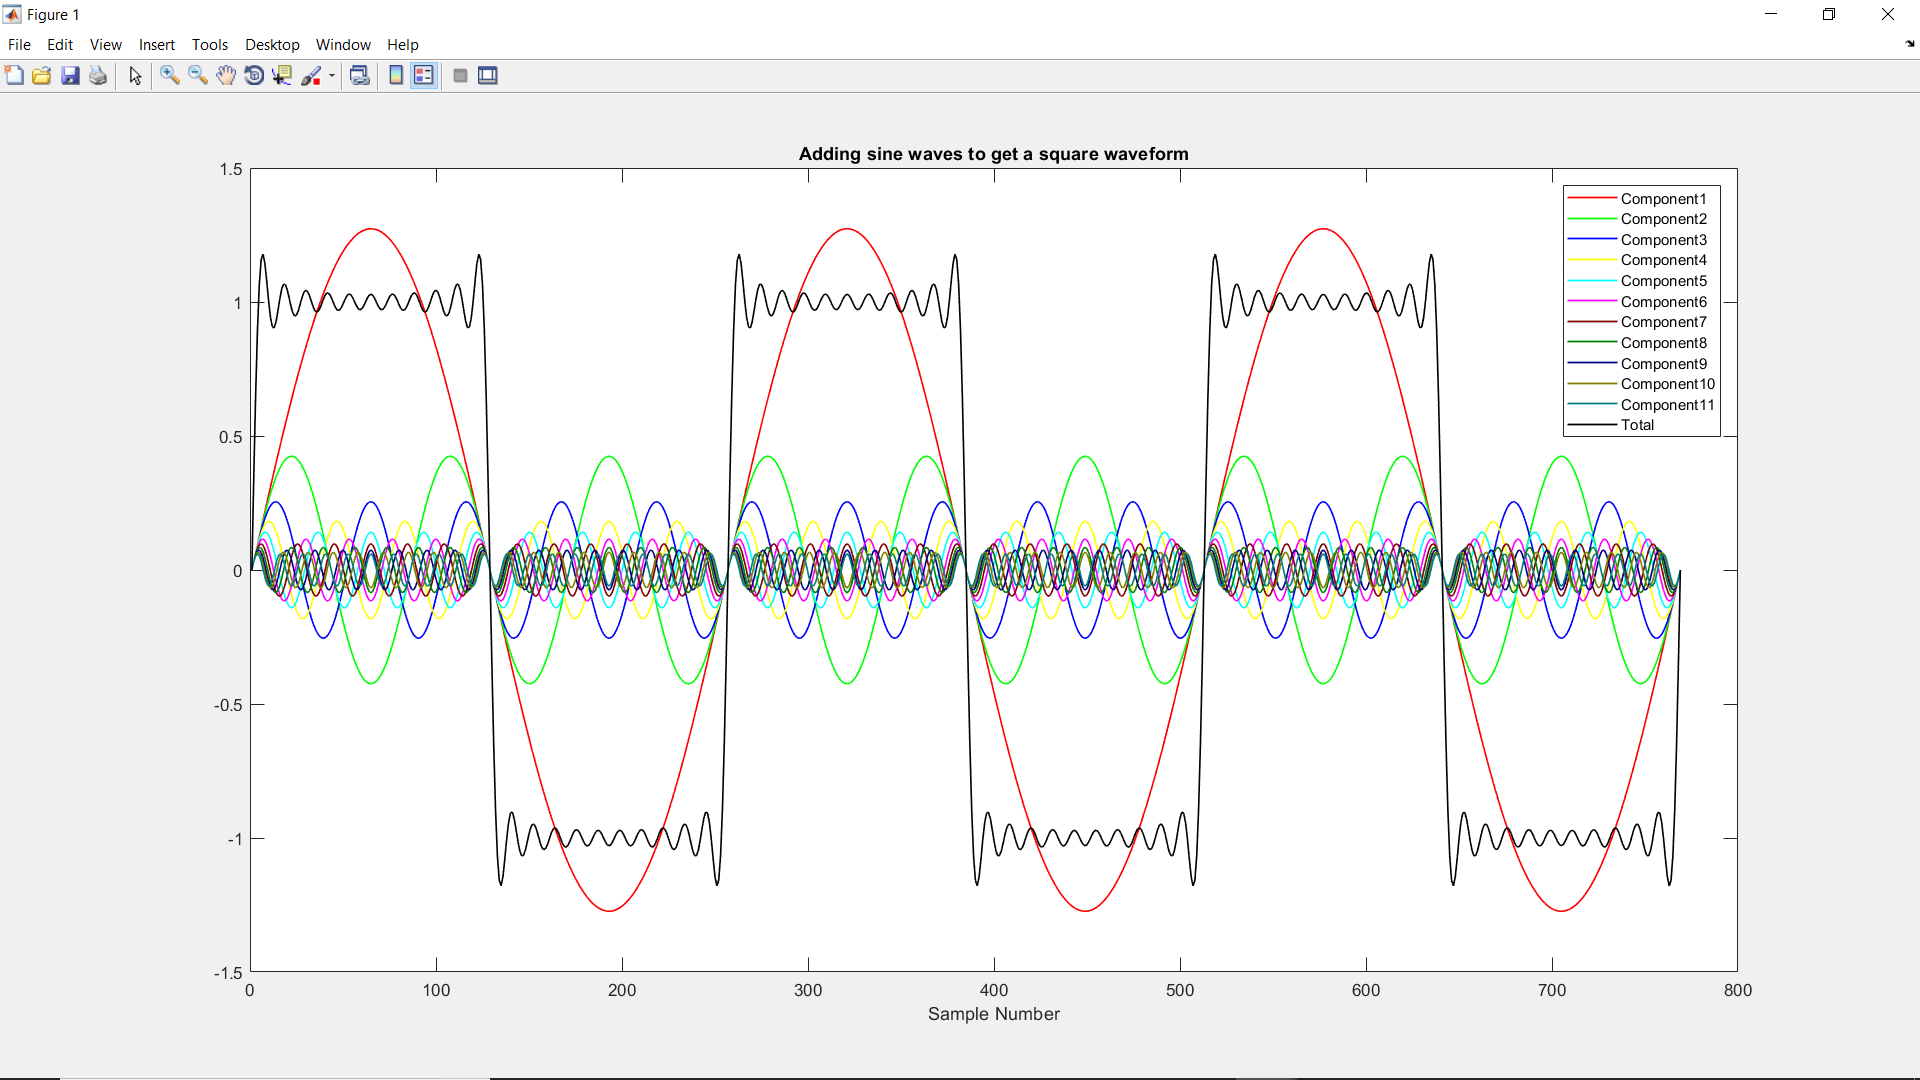 Figure 1
File Edit View Insert Tools Desktop Window Help
Adding sine waves to get a square waveform
1.5
1
0.5
0
-0.5
-1
-1.5
Component1
Component2
Component3
Component4
Component5
Component6
Component7
Component8
Component9
Component10
Component11
Total
0 100 200 300 400 500 600 700 800
Sample Number